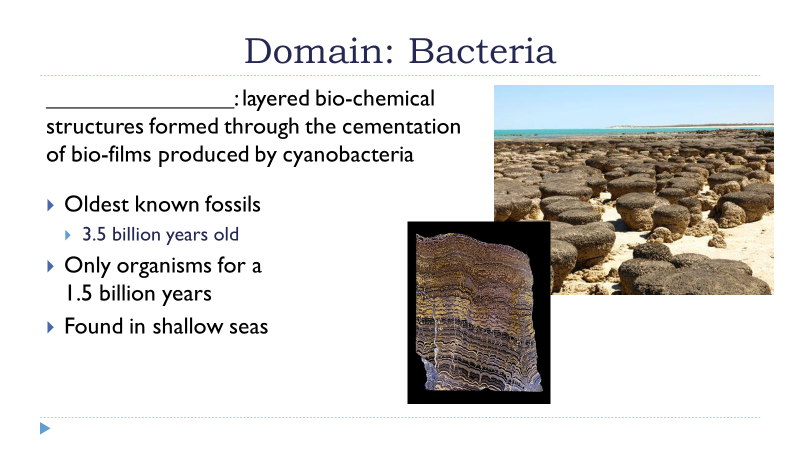 Domain: Bacteria
_________________: layered bio-chemical
structures formed through the cementation
of bio-films produced by cyanobacteria
Oldest known fossils
3.5 billion years old
Only organisms for a
1.5 billion years
Found in shallow seas